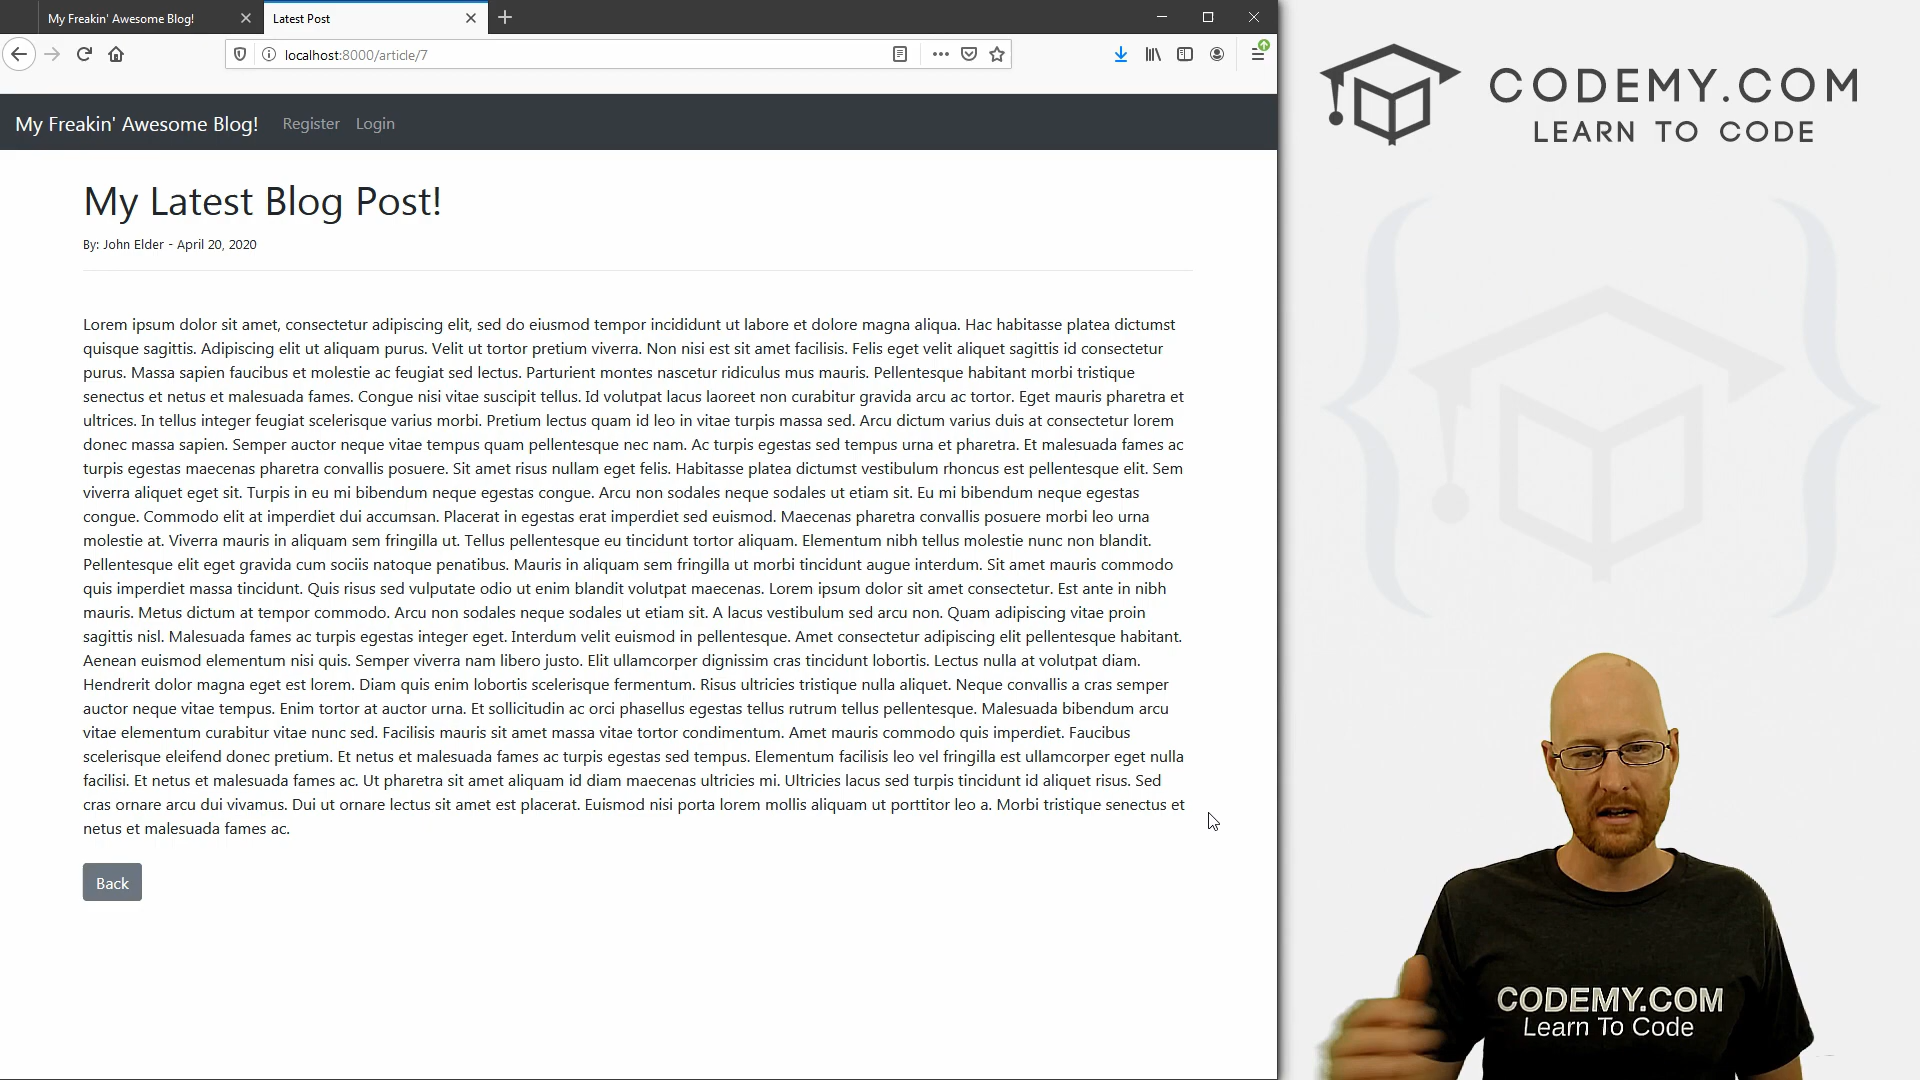 My Freakin' Awesome Blog!
Latest Post
localhost:8000/article/7
My Freakin' Awesome Blog! Register Login
My Latest Blog Post!
By: John Elder - April 20, 2020
Lorem ipsum dolor sit amet, consectetur adipiscing elit, sed do eiusmod tempor incididunt ut labore et dolore magna aliqua. Hac habitasse platea dictumst
quisque sagittis. Adipiscing elit ut aliquam purus. Velit ut tortor pretium viverra. Non nisi est sit amet facilisis. Felis eget velit aliquet sagittis id consectetur
purus. Massa sapien faucibus et molestie ac feugiat sed lectus. Parturient montes nascetur ridiculus mus mauris. Pellentesque habitant morbi tristique
senectus et netus et malesuada fames. Congue nisi vitae suscipit tellus. Id volutpat lacus laoreet non curabitur gravida arcu ac tortor. Eget mauris pharetra et
ultrices. In tellus integer feugiat scelerisque varius morbi. Pretium lectus quam id leo in vitae turpis massa sed. Arcu dictum varius duis at consectetur lorem
donec massa sapien. Semper auctor neque vitae tempus quam pellentesque nec nam. Ac turpis egestas sed tempus urna et pharetra. Et malesuada fames ac
turpis egestas maecenas pharetra convallis posuere. Sit amet risus nullam eget felis. Habitasse platea dictumst vestibulum rhoncus est pellentesque elit. Sem
viverra aliquet eget sit. Turpis in eu mi bibendum neque egestas congue. Arcu non sodales neque sodales ut etiam sit. Eu mi bibendum neque egestas
congue. Commodo elit at imperdiet dui accumsan. Placerat in egestas erat imperdiet sed euismod. Maecenas pharetra convallis posuere morbi leo urna
molestie at. Viverra mauris in aliquam sem fringilla ut. Tellus pellentesque eu tincidunt tortor aliquam. Elementum nibh tellus molestie nunc non blandit.
Pellentesque elit eget gravida cum sociis natoque penatibus. Mauris in aliquam sem fringilla ut morbi tincidunt augue interdum. Sit amet mauris commodo
quis imperdiet massa tincidunt. Quis risus sed vulputate odio ut enim blandit volutpat maecenas. Lorem ipsum dolor sit amet consectetur. Est ante in nibh
mauris. Metus dictum at tempor commodo. Arcu non sodales neque sodales ut etiam sit. A lacus vestibulum sed arcu non. Quam adipiscing vitae proin
sagittis nisl. Malesuada fames ac turpis egestas integer eget. Interdum velit euismod in pellentesque. Amet consectetur adipiscing elit pellentesque habitant.
Aenean euismod elementum nisi quis. Semper viverra nam libero justo. Elit ullamcorper dignissim cras tincidunt lobortis. Lectus nulla at volutpat diam.
Hendrerit dolor magna eget est lorem. Diam quis enim lobortis scelerisque fermentum. Risus ultricies tristique nulla aliquet. Neque convallis a cras semper
auctor neque vitae tempus. Enim tortor at auctor urna. Et sollicitudin ac orci phasellus egestas tellus rutrum tellus pellentesque. Malesuada bibendum arcu
vitae elementum curabitur vitae nunc sed. Facilisis mauris sit amet massa vitae tortor condimentum. Amet mauris commodo quis imperdiet. Faucibus
scelerisque eleifend donec pretium. Et netus et malesuada fames ac turpis egestas sed tempus. Elementum facilisis leo vel fringilla est ullamcorper eget nulla
facilisi. Et netus et malesuada fames ac. Ut pharetra sit amet aliquam id diam maecenas ultricies mi. Ultricies lacus sed turpis tincidunt id aliquet risus. Sed
cras ornare arcu dui vivamus. Dui ut ornare lectus sit amet est placerat. Euismod nisi porta lorem mollis aliquam ut porttitor leo a. Morbi tristique senectus et
netus et malesuada fames ac.
Back
CODEMY.COM
LEARN TO CODE
CODEMY.COM
Learn To Code